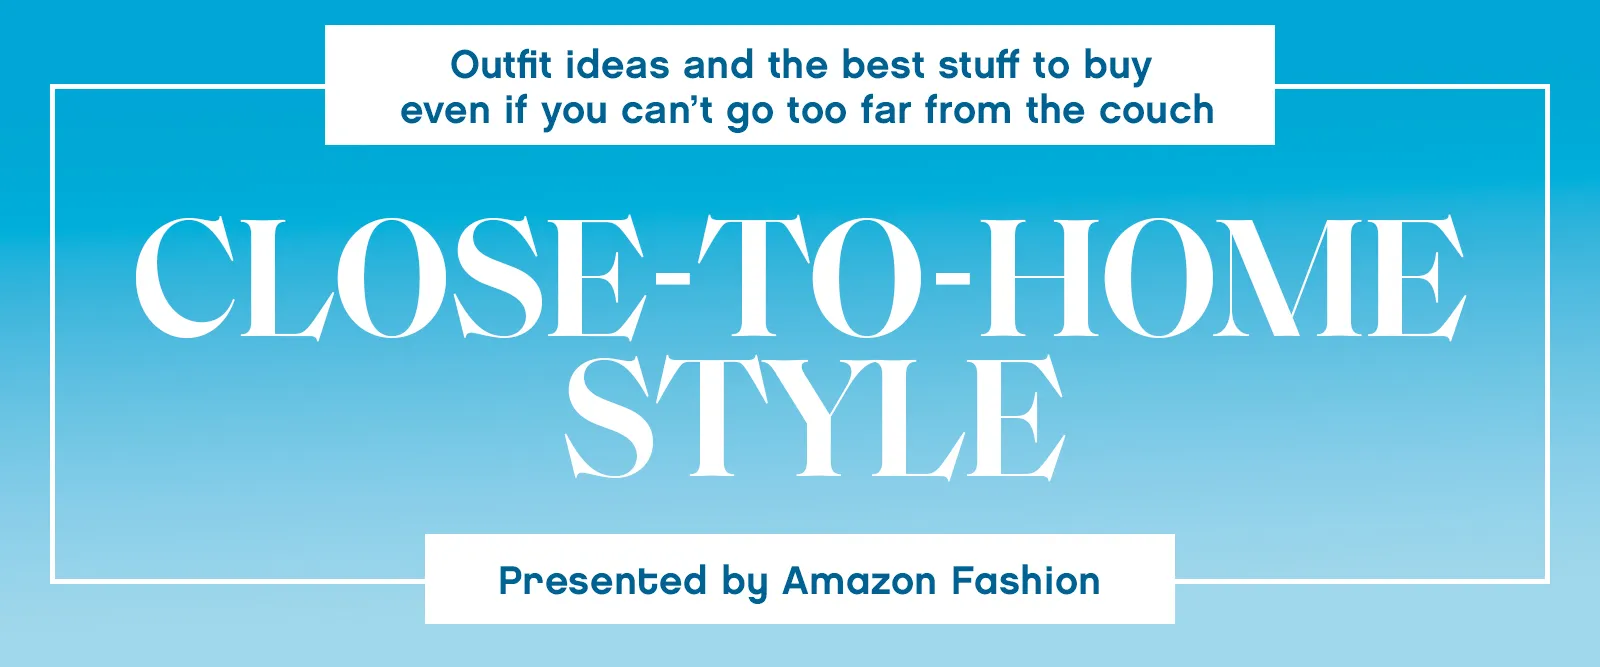 Outfit ideas and the best stuff to buy
even if you can’t go too far from the couch
CLOSE-TO-HOME
STYLE
Presented by Amazon Fashion